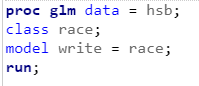 proc glm data = hsb;
class race;
model write = race;
run;